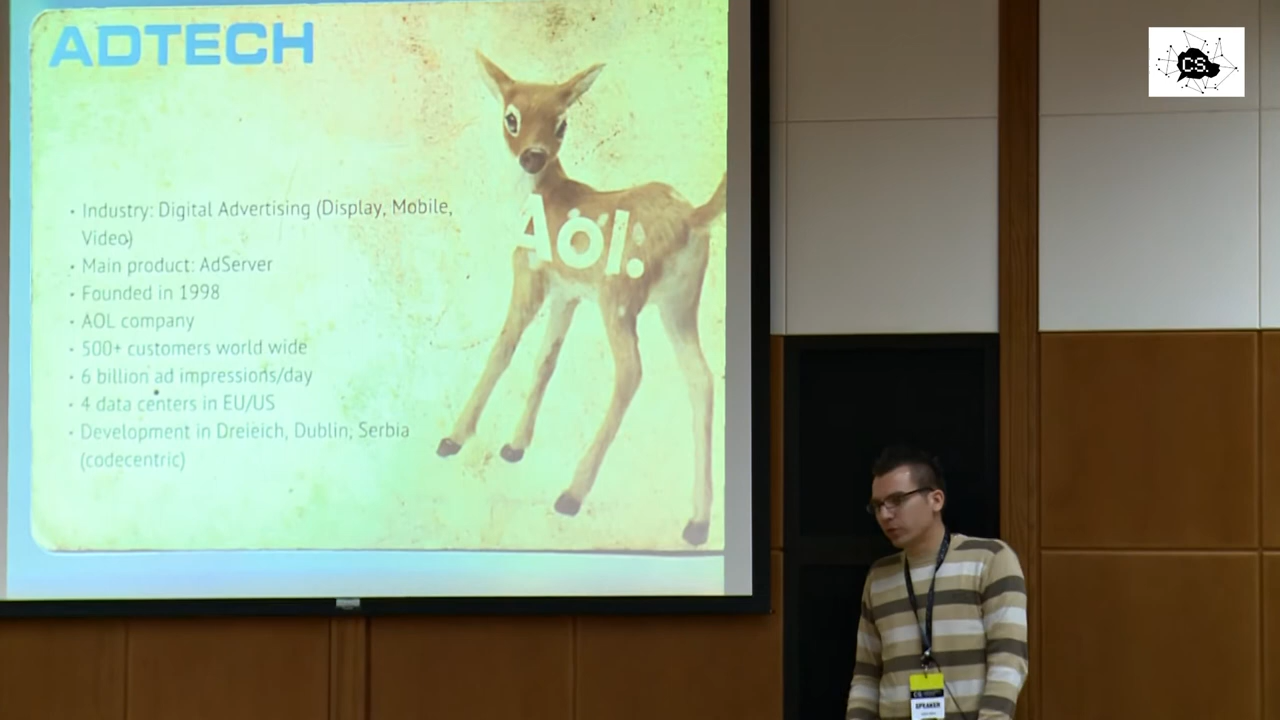 ADTECH
C.S.
Aol:
• Industry: Digital Advertising (Display, Mobile,
Video)
• Main product: AdServer
• Founded in 1998
• AOL company
• 500+ customers world wide
• 6 billion ad impressions/day
• 4 data centers in EU/US
• Development in Dreieich, Dublin, Serbia
(codecentric)
SPEAKER